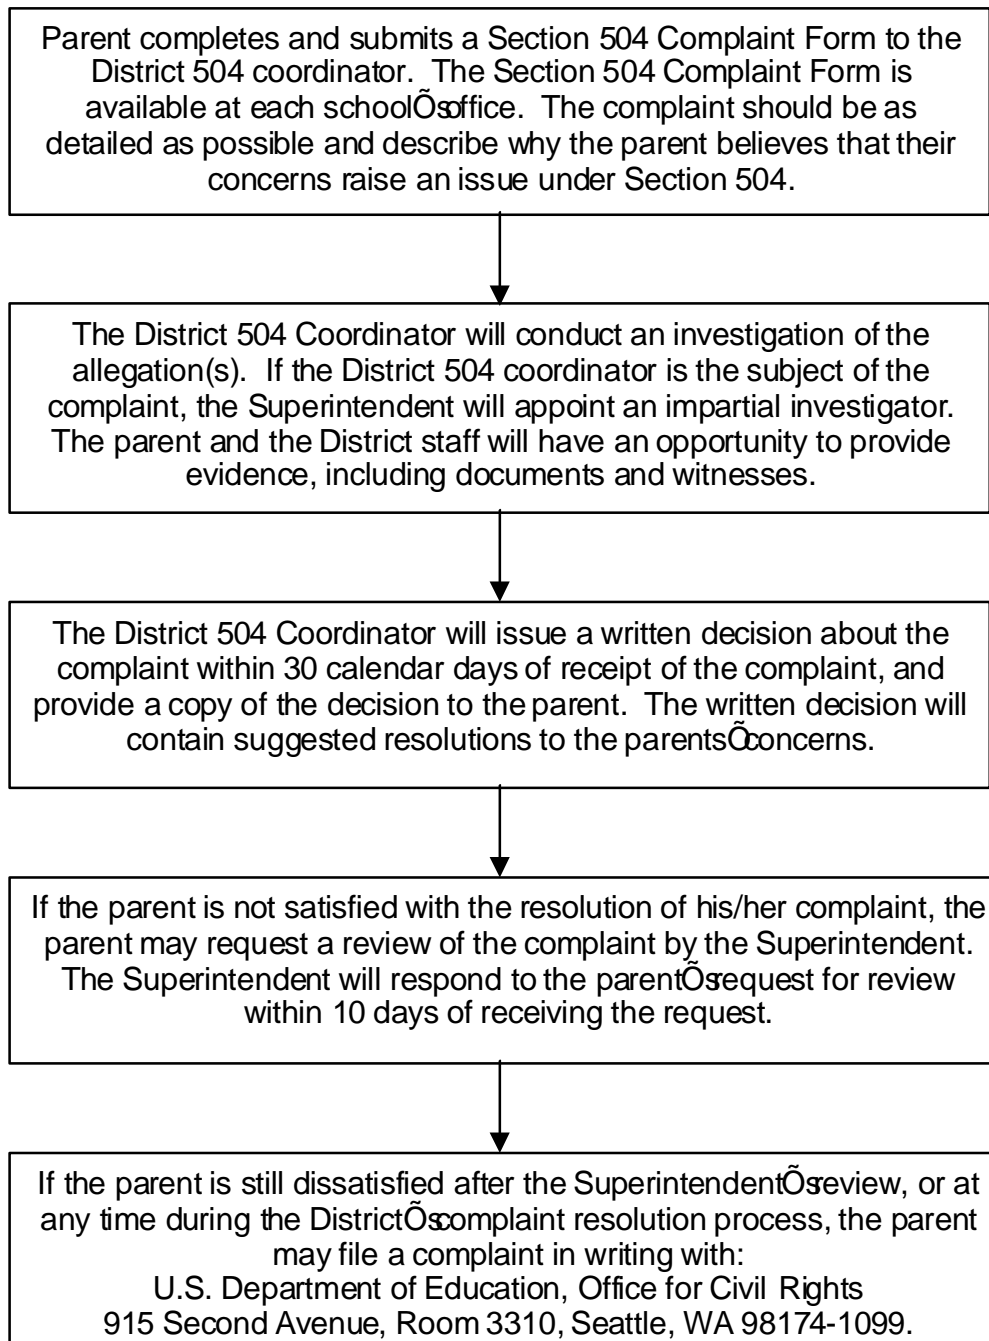 Parent completes and submits a Section 504 Complaint Form to the
District 504 coordinator.  The Section 504 Complaint Form is
available at each schoolÕs office.  The complaint should be as
detailed as possible and describe why the parent believes that their
concerns raise an issue under Section 504.
The District 504 Coordinator will conduct an investigation of the
allegation(s).  If the District 504 coordinator is the subject of the
complaint, the Superintendent will appoint an impartial investigator.
The parent and the District staff will have an opportunity to provide
evidence, including documents and witnesses.
The District 504 Coordinator will issue a written decision about the
complaint within 30 calendar days of receipt of the complaint, and
provide a copy of the decision to the parent.  The written decision will
contain suggested resolutions to the parentsÕ concerns.
If the parent is not satisfied with the resolution of his/her complaint, the
parent may request a review of the complaint by the Superintendent.
The Superintendent will respond to the parentÕs request for review
within 10 days of receiving the request.
If the parent is still dissatisfied after the SuperintendentÕs review, or at
any time during the DistrictÕs complaint resolution process, the parent
may file a complaint in writing with:
U.S. Department of Education, Office for Civil Rights
915 Second Avenue, Room 3310, Seattle, WA 98174-1099.